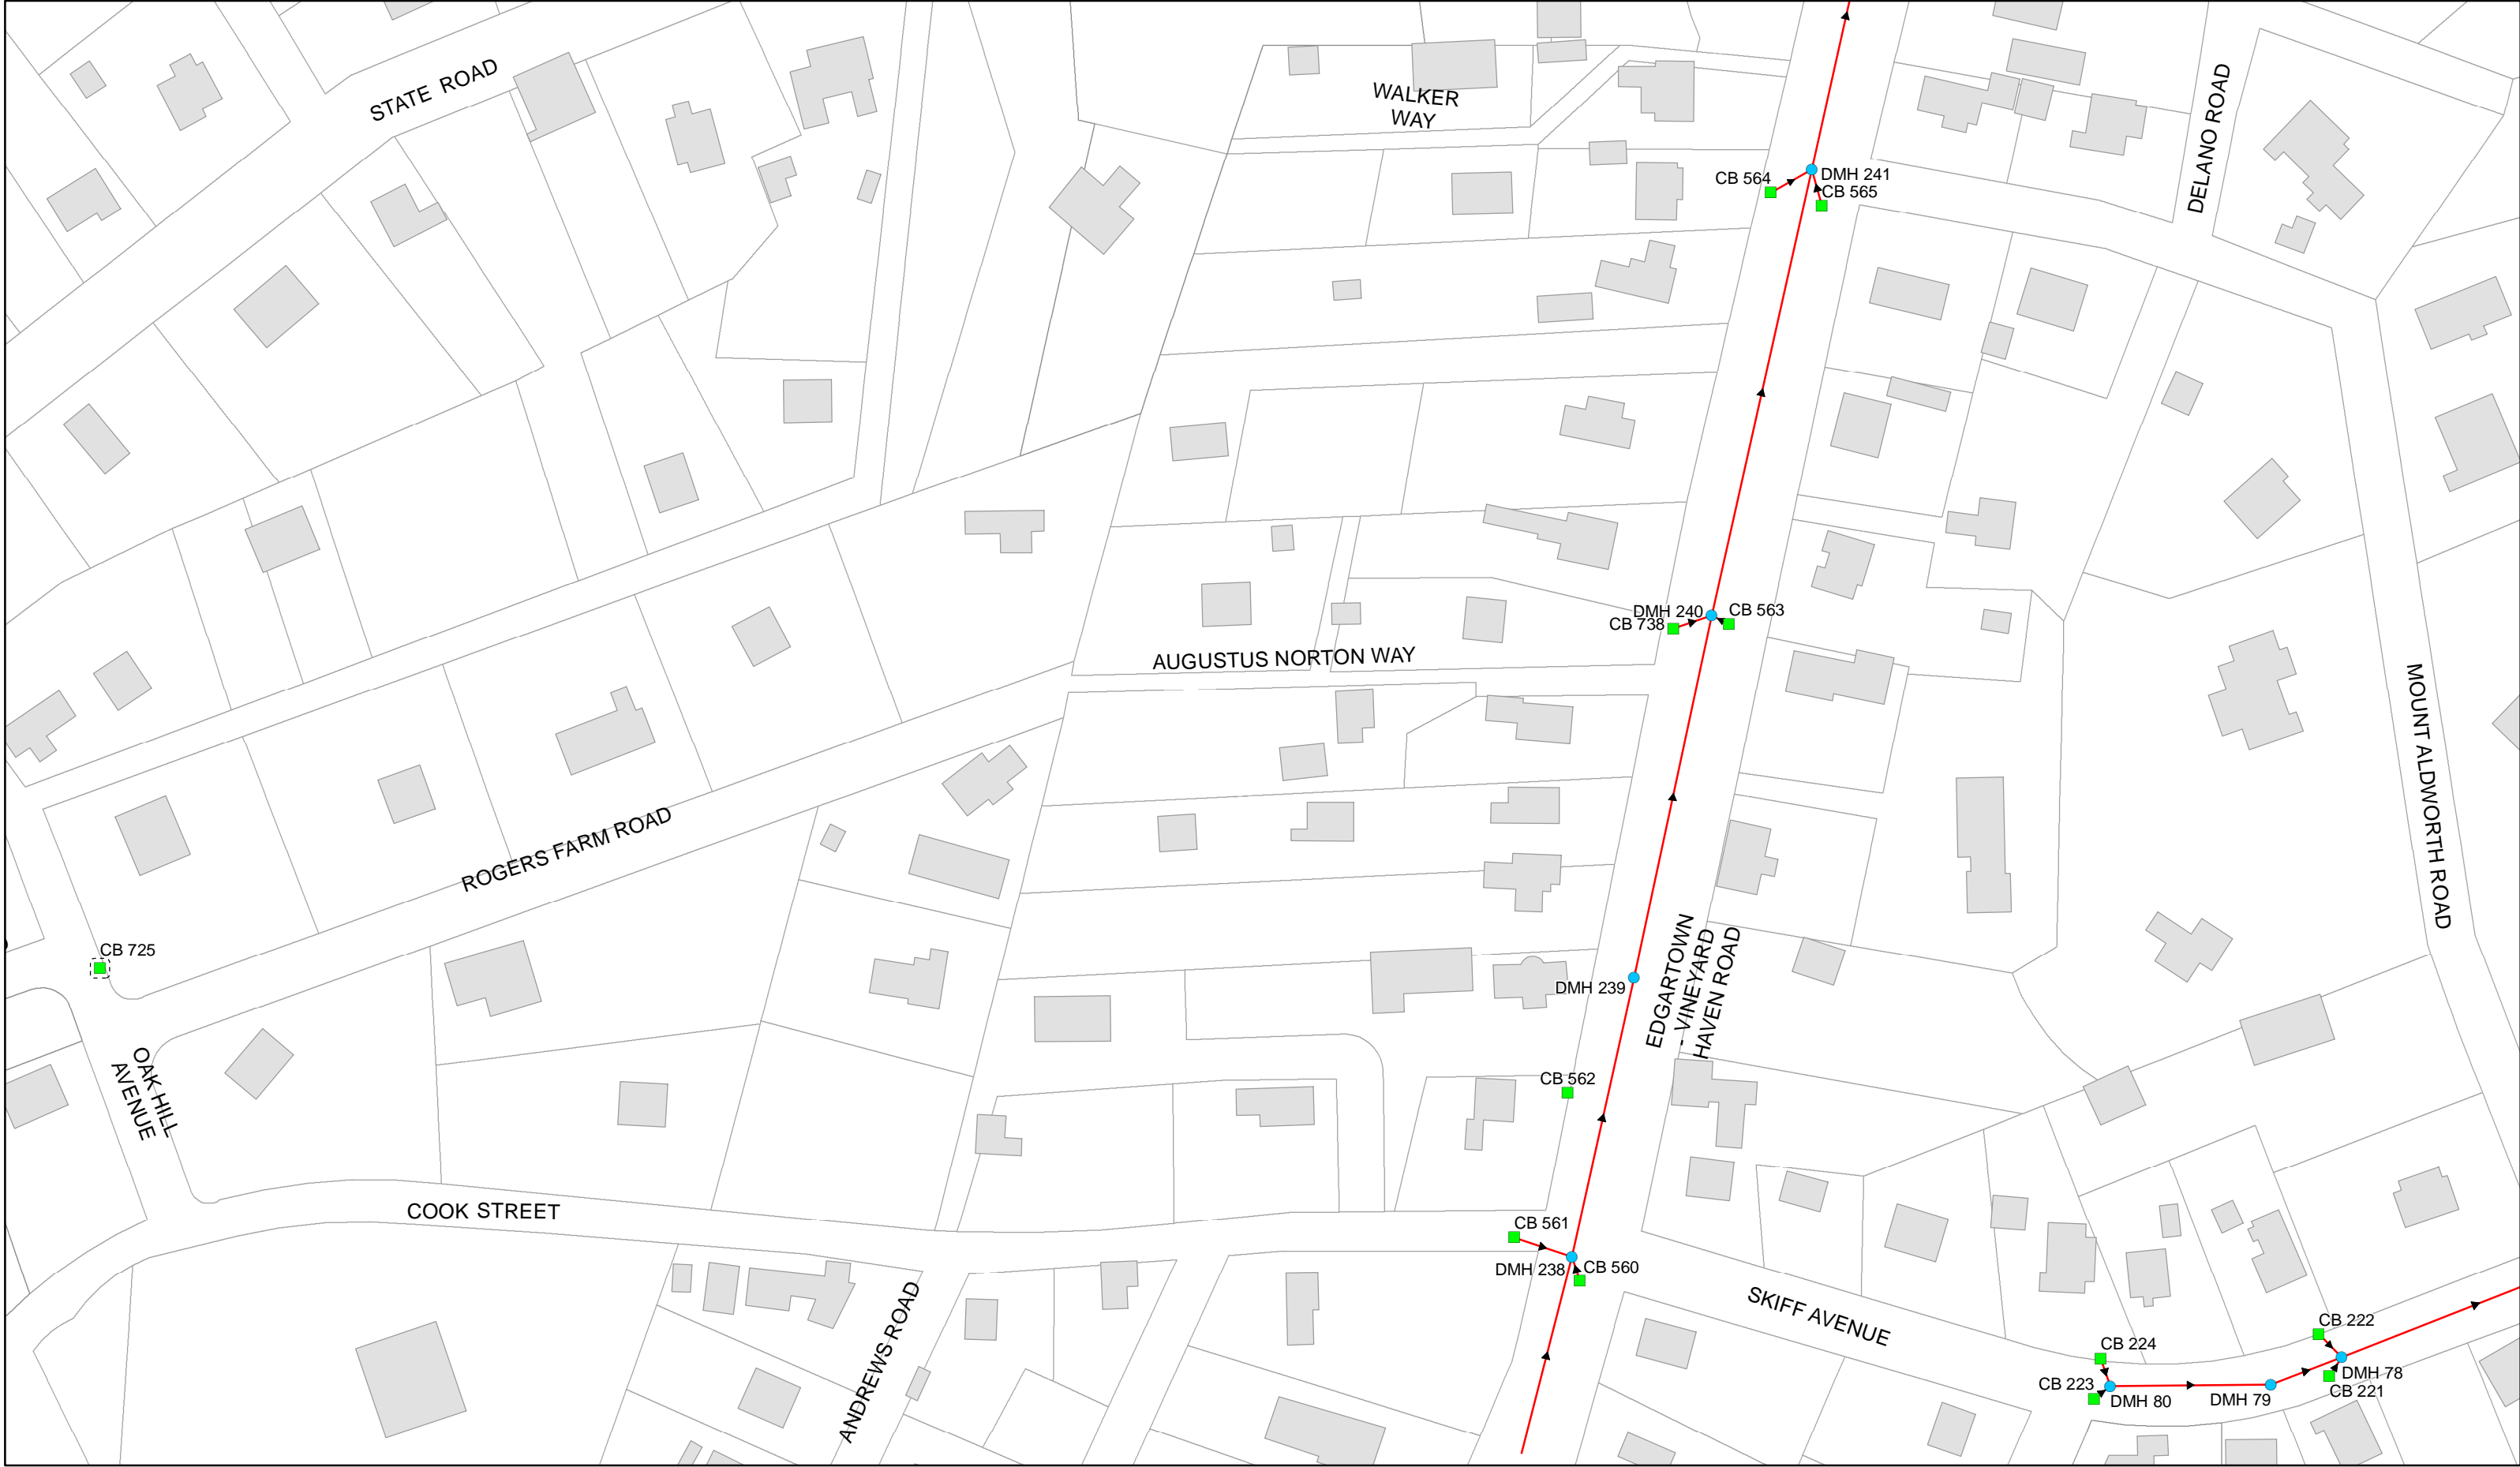 STATE ROAD
WALKER
WAY
DELANO ROAD
CB 564
DMH 241
CB 565
DMH 240
CB 563
CB 738
AUGUSTUS NORTON WAY
MOUNT ALDWORTH ROAD
ROGERS FARM ROAD
CB 725
EDGARTOWN
- VINEYARD
HAVEN ROAD
DMH 239
OAK HILL
AVENUE
CB 562
COOK STREET
CB 561
DMH 238
CB 560
SKIFF AVENUE
ANDREWS ROAD
CB 222
CB 224
DMH 78
CB 223
CB 221
DMH 80
DMH 79